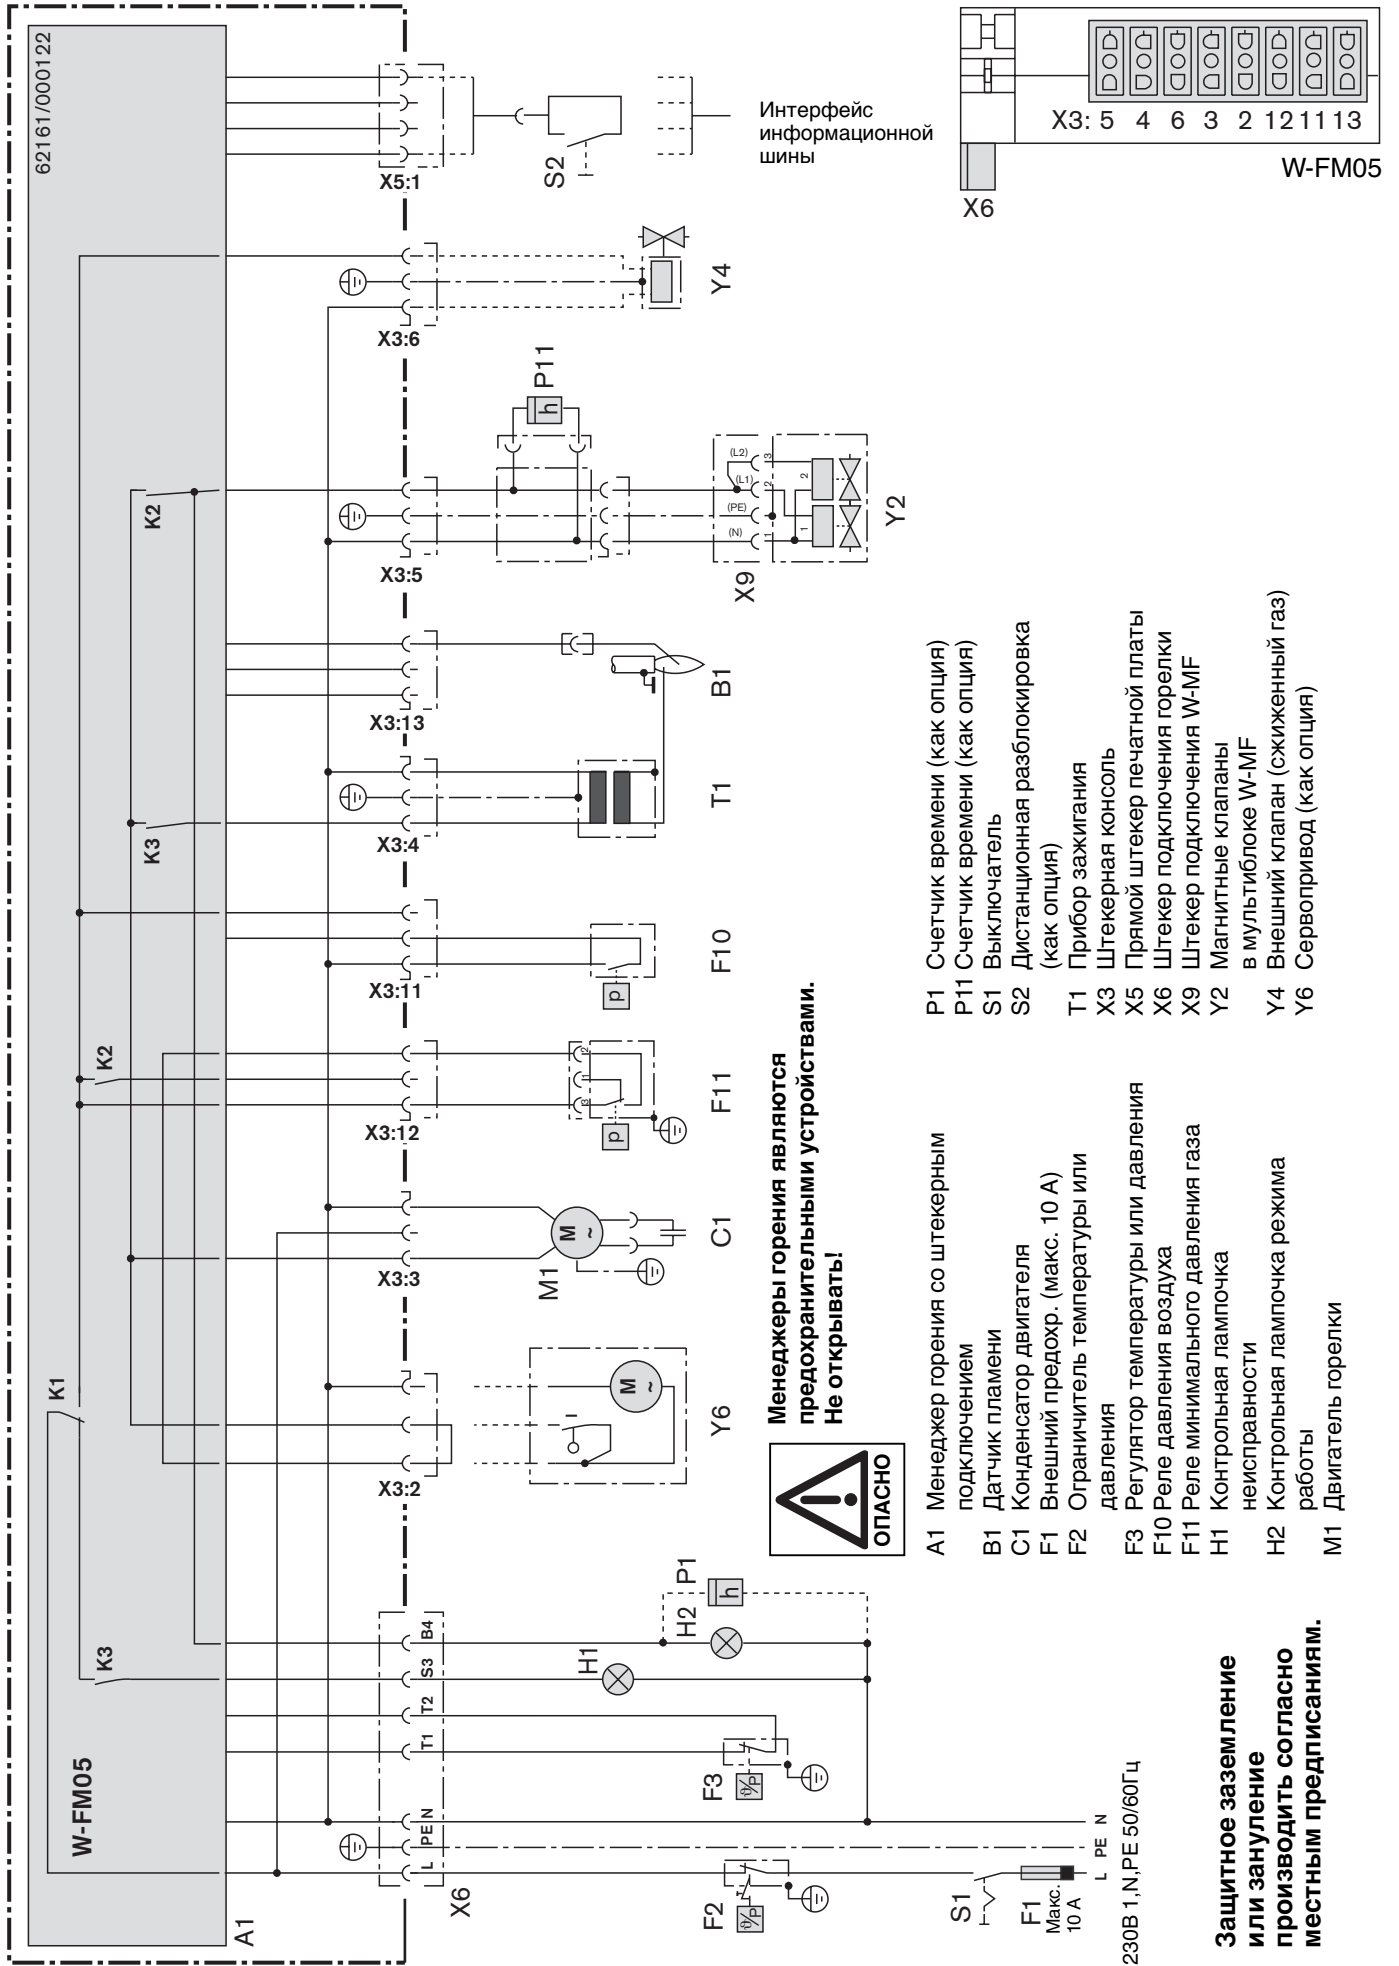 62161/000122
W-FM05
A1
K1
K3
K2
K3
K2
X6
L
PE
N
T1
T2
S3
B4
X3:2
X3:3
X3:12
X3:11
X3:4
X3:13
X3:5
X3:6
X5:1
F2
ϑ/P
F3
ϑ/P
H1
H2
P1
h
S1
F1
Макс.
10 А
L
PE
N
230В 1,N,PE 50/60Гц
Y6
M
~
M1
M
~
C1
F11
p
3
1
2
F10
p
T1
B1
P11
h
X9
(N)
(PE)
(L1)
(L2)
1
2
3
1
2
Y2
Y4
S2
Интерфейс
информационной
шины
X3: 5 4 6 3 2 12 11 13
W-FM05
X6
ОПАСНО
Менеджеры горения являются
предохранительными устройствами.
Не открывать!
Защитное заземление
или зануление
производить согласно
местным предписаниям.
A1 Менеджер горения со штекерным
подключением
B1 Датчик пламени
C1 Конденсатор двигателя
F1 Внешний предохр. (макс. 10 А)
F2 Ограничитель температуры или
давления
F3 Регулятор температуры или давления
F10 Реле давления воздуха
F11 Реле минимального давления газа
H1 Контрольная лампочка
неисправности
H2 Контрольная лампочка режима
работы
M1 Двигатель горелки
P1 Счетчик времени (как опция)
P11 Счетчик времени (как опция)
S1 Выключатель
S2 Дистанционная разблокировка
(как опция)
T1 Прибор зажигания
X3 Штекерная консоль
X5 Прямой штекер печатной платы
X6 Штекер подключения горелки
X9 Штекер подключения W-MF
Y2 Магнитные клапаны
в мультиблоке W-MF
Y4 Внешний клапан (сжиженный газ)
Y6 Сервопривод (как опция)